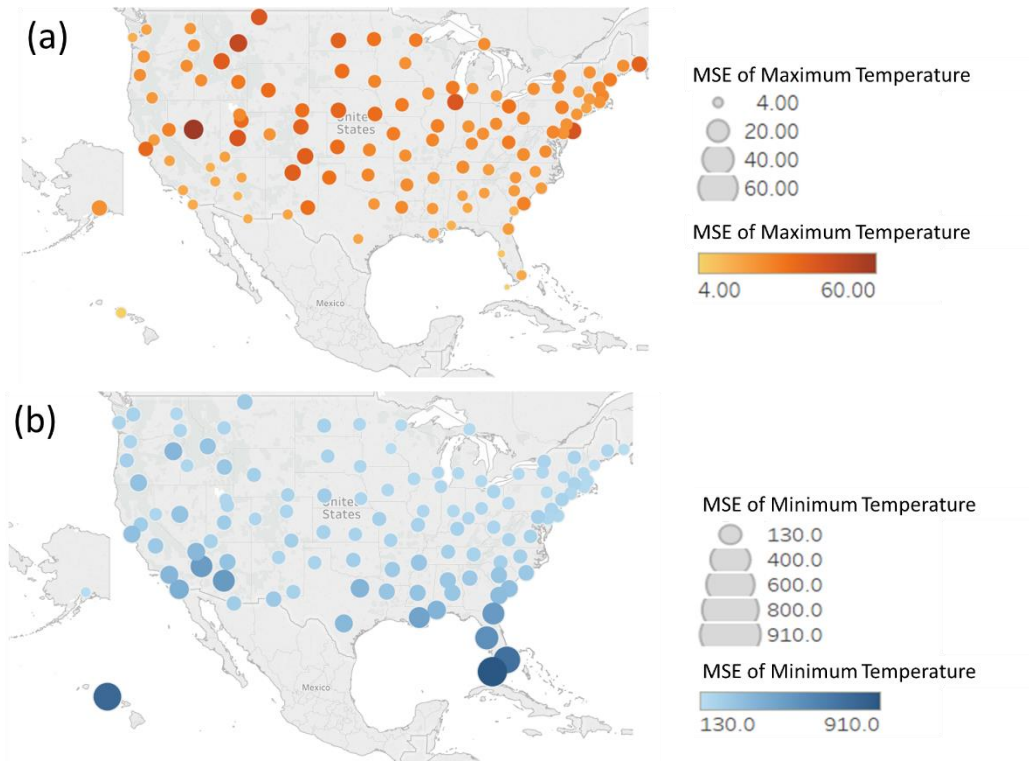 (a)
United
States
Mexico
MSE of Maximum Temperature
4.00
20.00
40.00
60.00
MSE of Maximum Temperature
4.00 60.00
(b)
United
States
Mexico
MSE of Minimum Temperature
130.0
400.0
600.0
800.0
910.0
MSE of Minimum Temperature
130.0 910.0